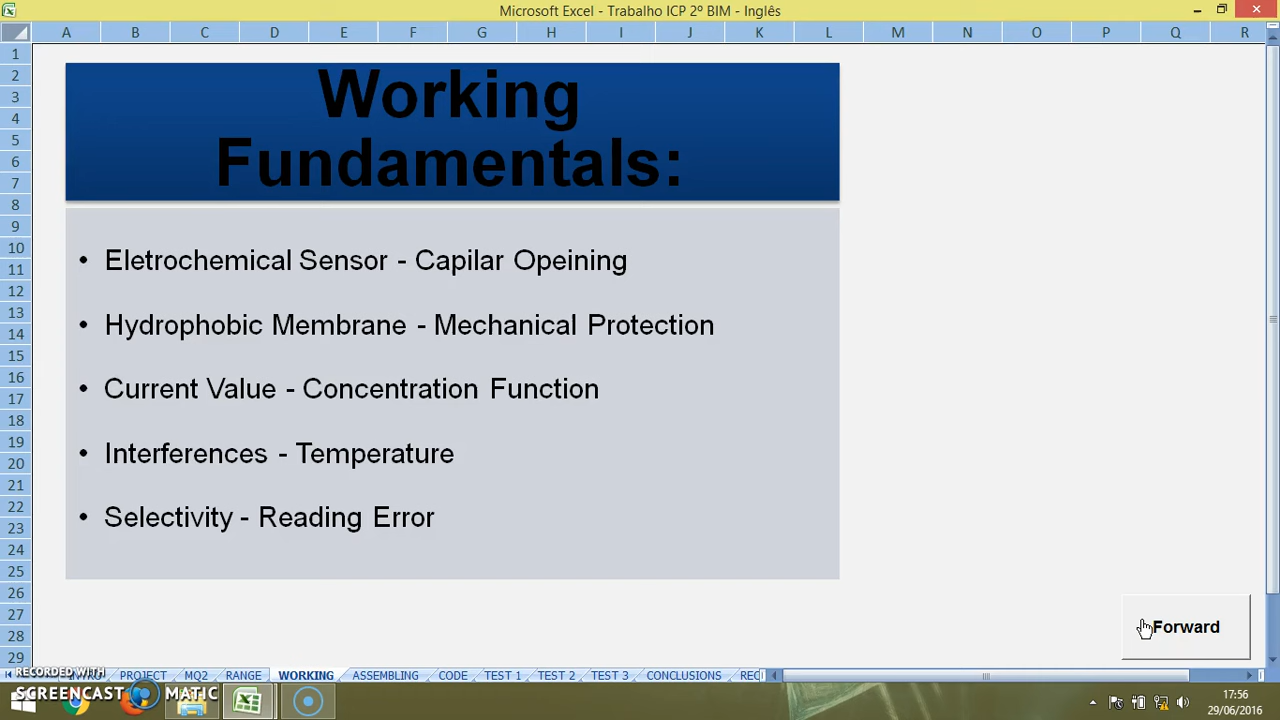 Microsoft Excel - Trabalho ICP 2º BIM - Inglês
A B C D E F G H I J K L M N O P Q R
1
2
3
4
5
6
7
8
9
10
11
12
13
14
15
16
17
18
19
20
21
22
23
24
25
26
27
28
29
Working
Fundamentals:
• Eletrochemical Sensor - Capilar Opeining
• Hydrophobic Membrane - Mechanical Protection
• Current Value - Concentration Function
• Interferences - Temperature
• Selectivity - Reading Error
Forward
PROJECT MQ2 RANGE WORKING ASSEMBLING CODE TEST 1 TEST 2 TEST 3 CONCLUSIONS REC
RECORDED WITH
SCREENCAST MATIC
17:56
29/06/2016